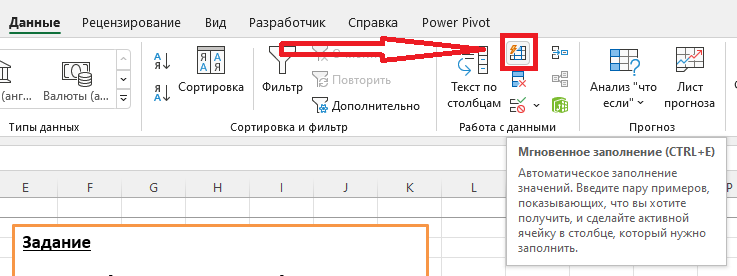 Данные Рецензирование Вид Разработчик Справка Power Pivot
(анг... Валюты (а...
Типы данных
Сортировка
Фильтр
Повторить
Дополнительно
Сортировка и фильтр
Текст по
столбцам
Работа с данными
Анализ "что
если"
Лист
прогноза
Прогноз
Мгновенное заполнение (CTRL+E)
Автоматическое заполнение
значений. Введите пару примеров,
показывающих, что вы хотите
получить, и сделайте активной
ячейку в столбце, который нужно
заполнить.
E F G H I J K L P
Задание